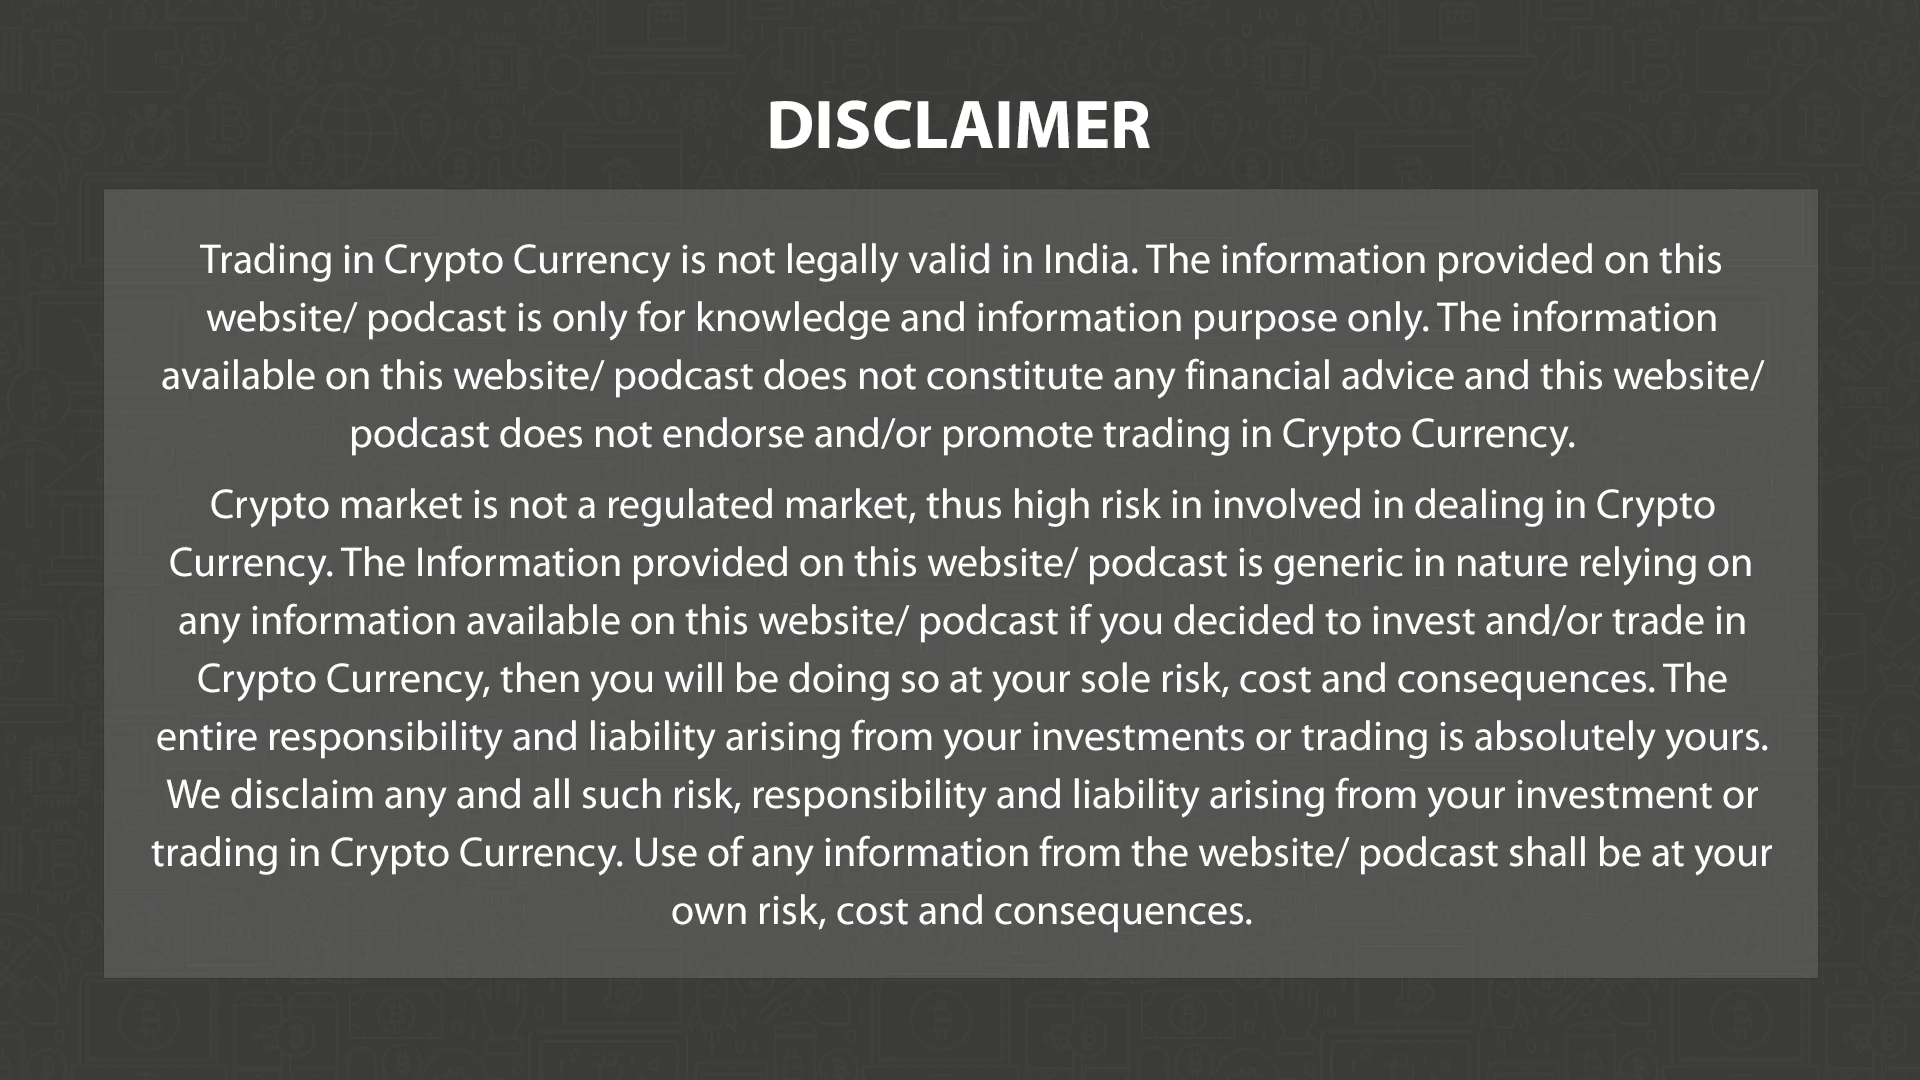 DISCLAIMER
Trading in Crypto Currency is not legally valid in India. The information provided on this
website/ podcast is only for knowledge and information purpose only. The information
available on this website/ podcast does not constitute any financial advice and this website/
podcast does not endorse and/or promote trading in Crypto Currency.
Crypto market is not a regulated market, thus high risk in involved in dealing in Crypto
Currency. The Information provided on this website/ podcast is generic in nature relying on
any information available on this website/ podcast if you decided to invest and/or trade in
Crypto Currency, then you will be doing so at your sole risk, cost and consequences. The
entire responsibility and liability arising from your investments or trading is absolutely yours.
We disclaim any and all such risk, responsibility and liability arising from your investment or
trading in Crypto Currency. Use of any information from the website/ podcast shall be at your
own risk, cost and consequences.